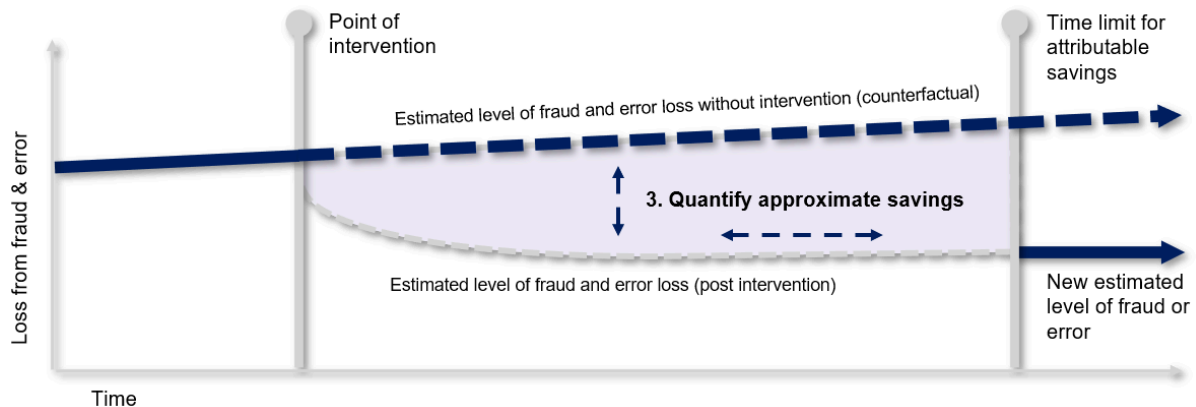 Point of
intervention
Time limit for
attributable
savings
Estimated level of fraud and error loss without intervention (counterfactual)
Loss from fraud & error
3. Quantify approximate savings
Estimated level of fraud and error loss (post intervention)
New estimated
level of fraud or
error
Time